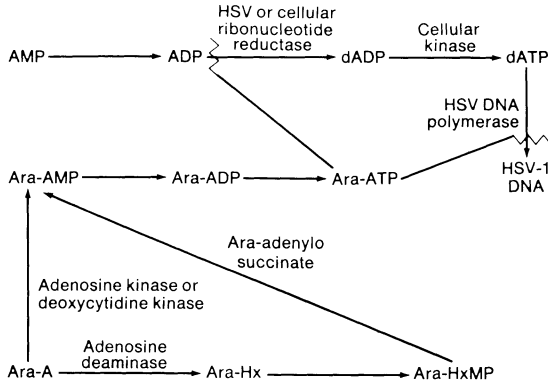 HSV or cellular
ribonucleotide
reductase
Cellular
kinase
AMP
ADP
dADP
dATP
HSV DNA
polymerase
HSV-1
DNA
Ara-AMP
Ara-ADP
Ara-ATP
Ara-adenylo
succinate
Adenosine kinase or
deoxycytidine kinase
Adenosine
deaminase
Ara-A
Ara-Hx
Ara-HxMP